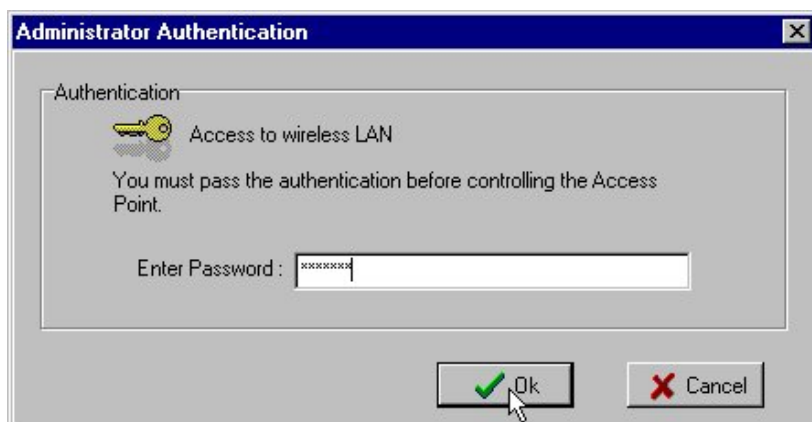 Administrator Authentication
Authentication
Access to wireless LAN
You must pass the authentication before controlling the Access
Point.
Enter Password : *******
Ok
Cancel